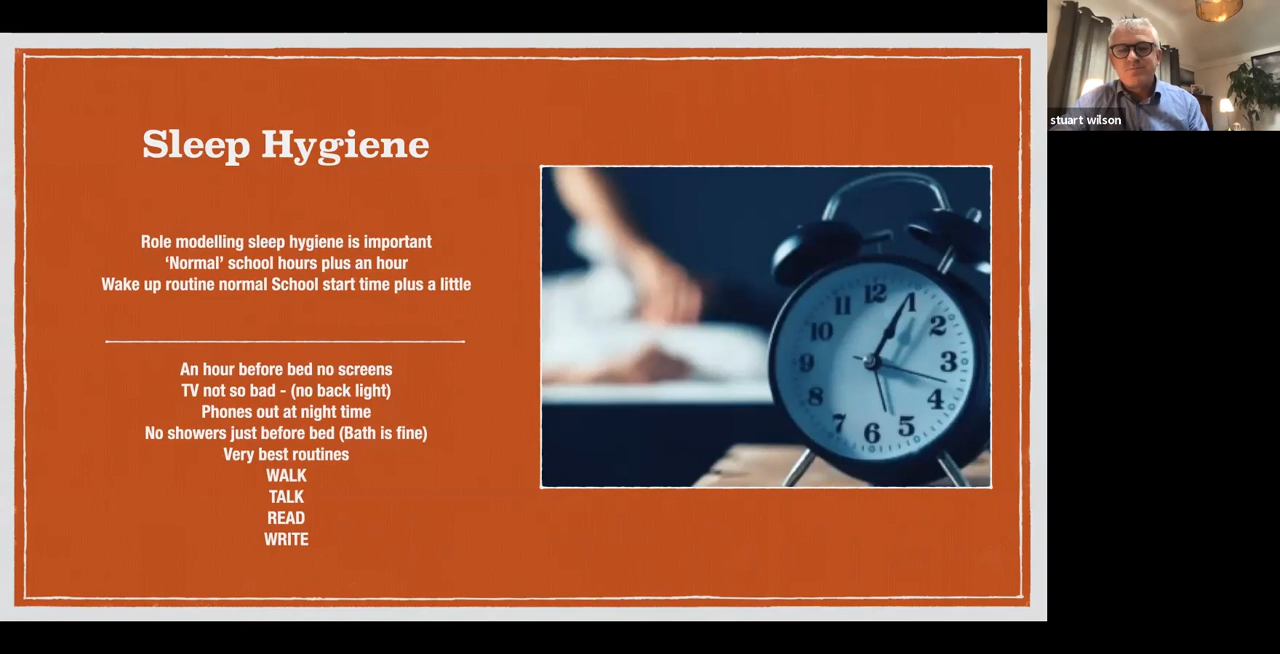 Sleep Hygiene
Role modelling sleep hygiene is important
‘Normal’ school hours plus an hour
Wake up routine normal School start time plus a little
An hour before bed no screens
TV not so bad - (no back light)
Phones out at night time
No showers just before bed (Bath is fine)
Very best routines
WALK
TALK
READ
WRITE
12
1
2
3
4
5
6
7
8
9
10
11
stuart wilson